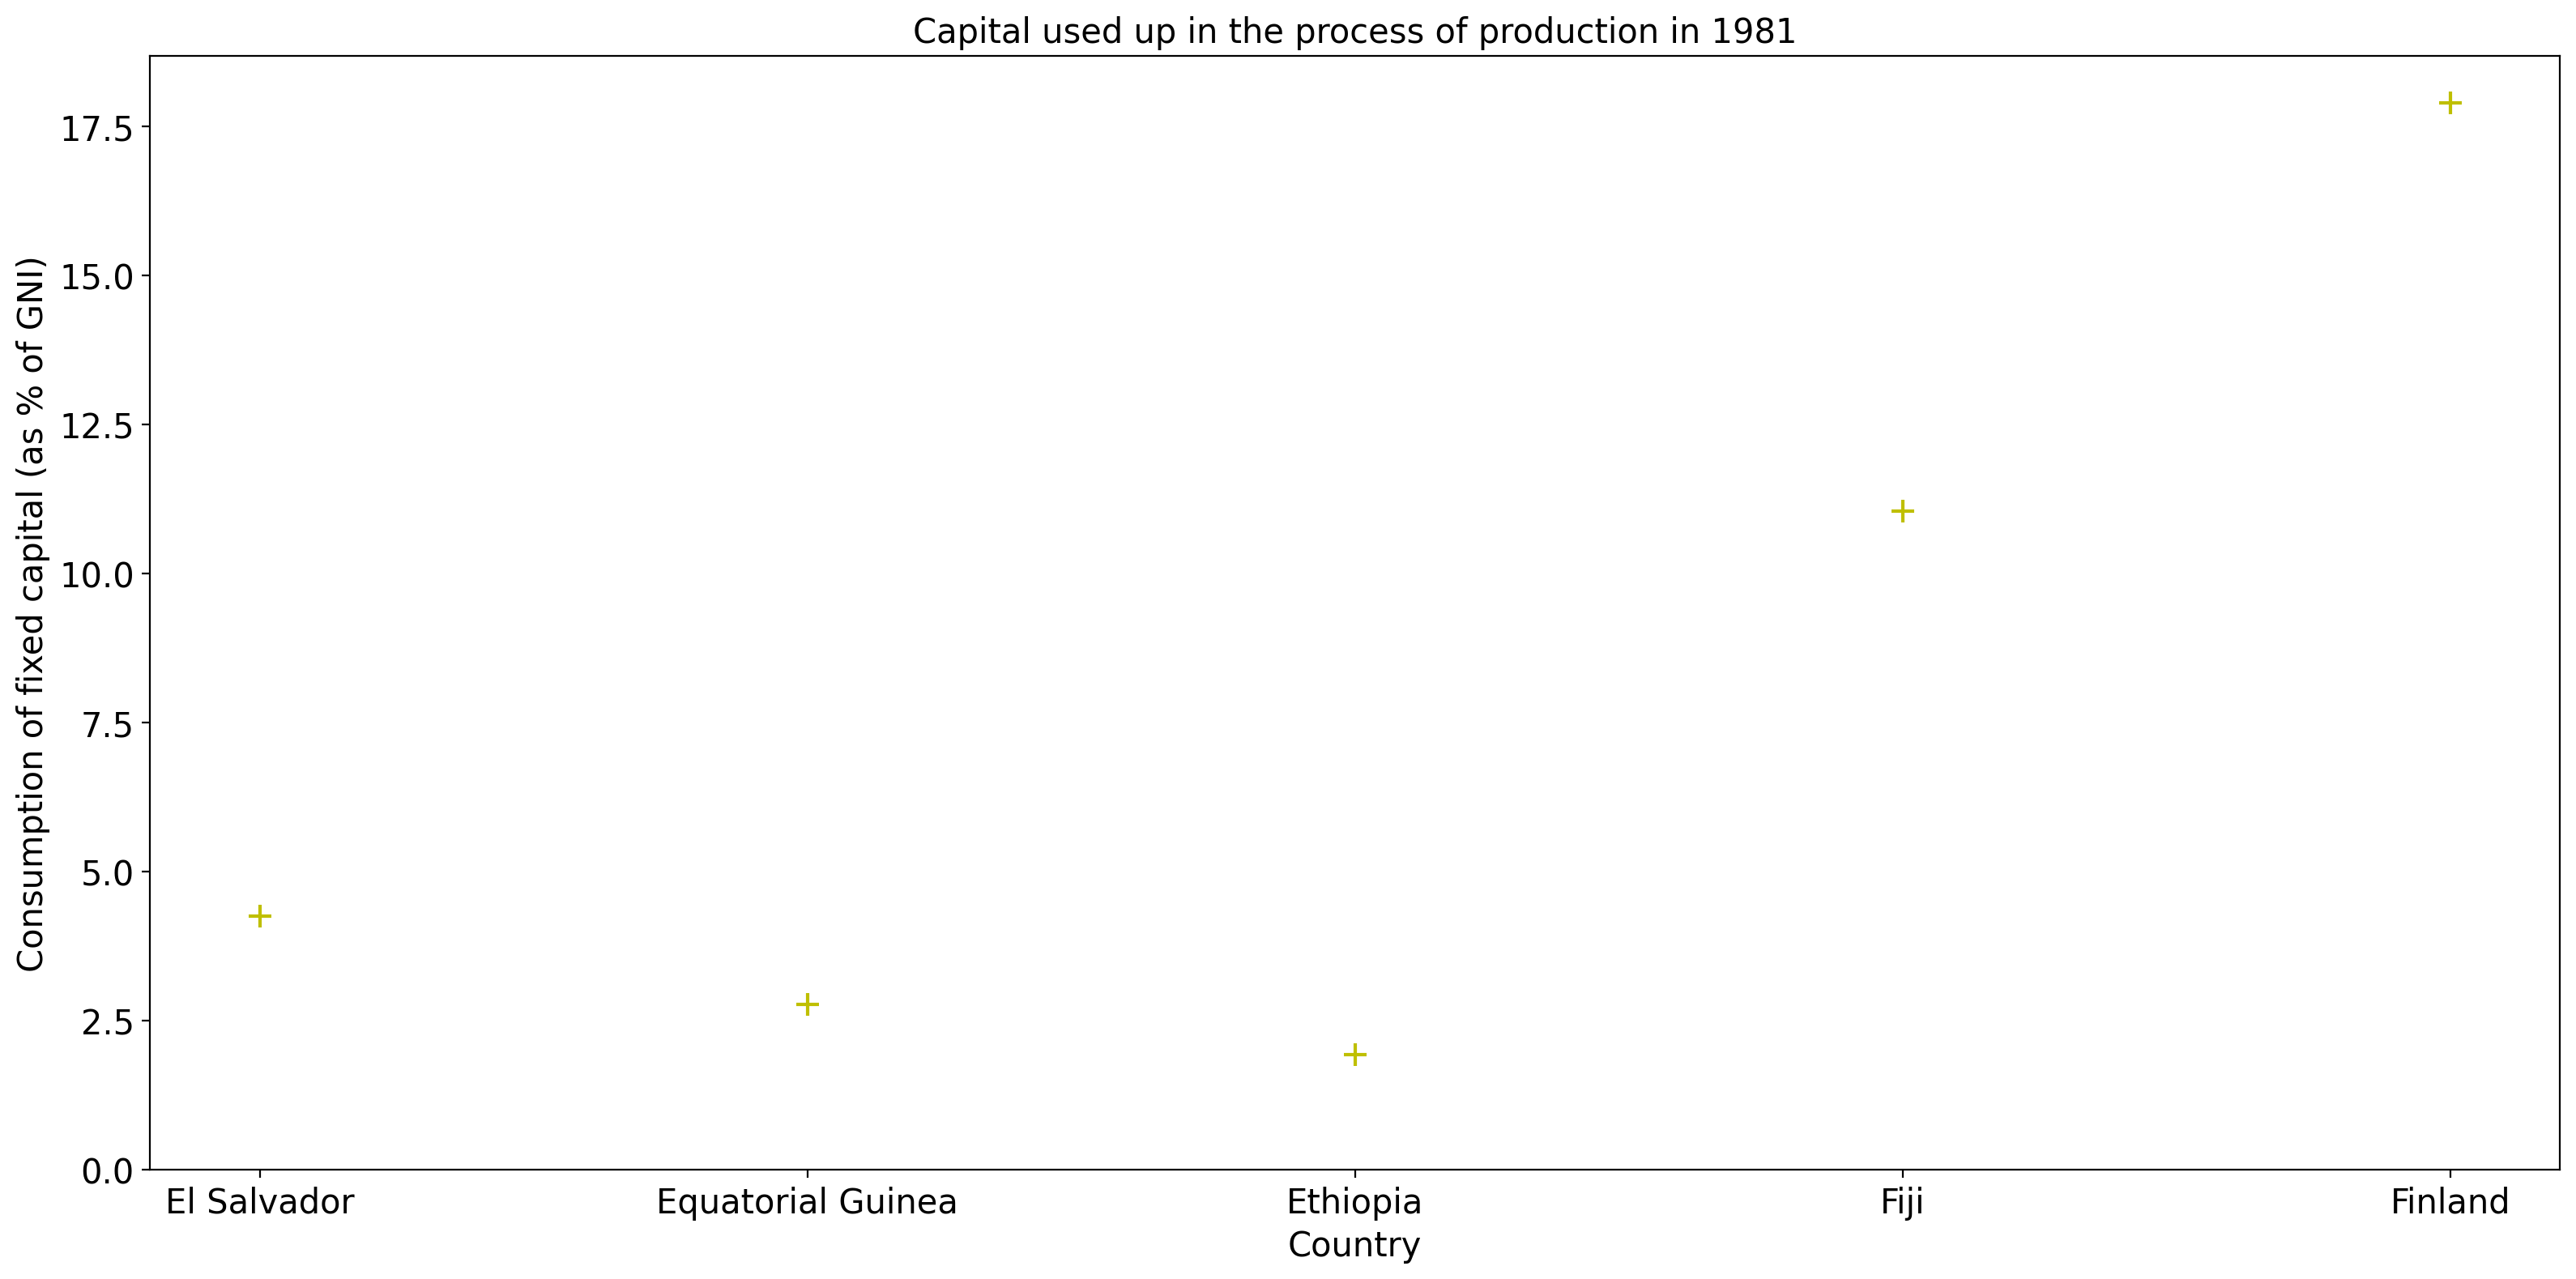 Capital used up in the process of production in 1981
Consumption of fixed capital (as % of GNI)
17.5
15.0
12.5
10.0
7.5
5.0
2.5
0.0
El Salvador Equatorial Guinea Ethiopia Fiji Finland
Country